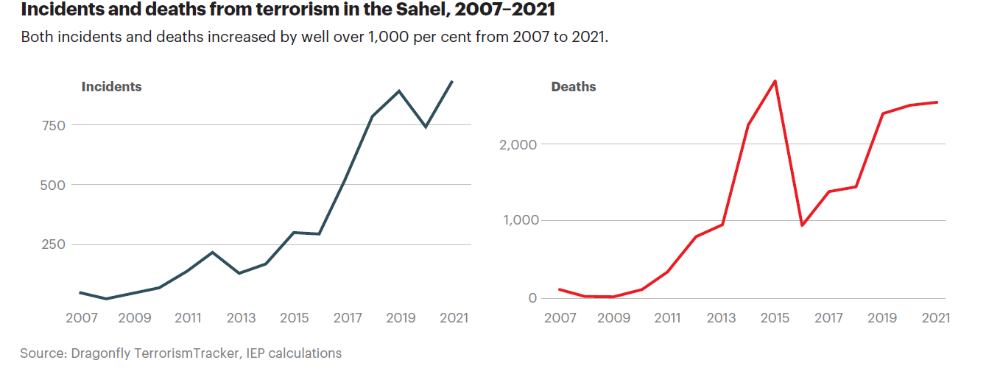 Incidents and deaths from terrorism in the Sahel, 2007–2021
Both incidents and deaths increased by well over 1,000 per cent from 2007 to 2021.
Incidents
750
500
250
2007 2009 2011 2013 2015 2017 2019 2021
Deaths
2,000
1,000
0
2007 2009 2011 2013 2015 2017 2019 2021
Source: Dragonfly TerrorismTracker, IEP calculations